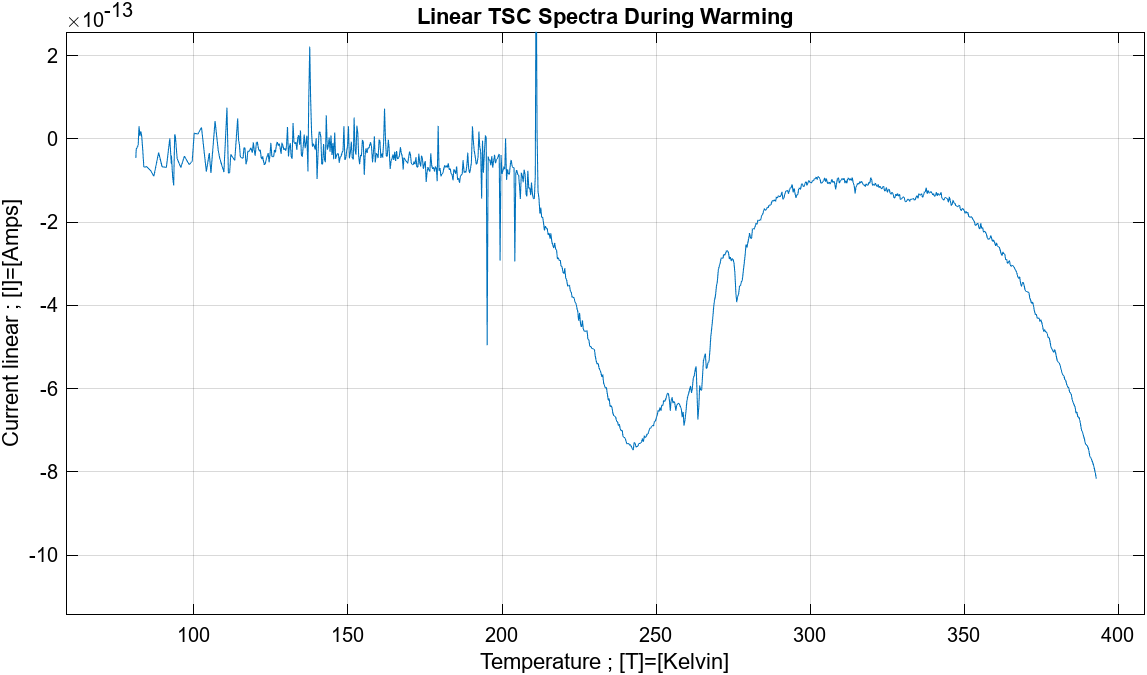 Linear TSC Spectra During Warming
×10-13
2
0
-2
-4
-6
-8
-10
Current linear ; [I]=[Amps]
100 150 200 250 300 350 400
Temperature ; [T]=[Kelvin]